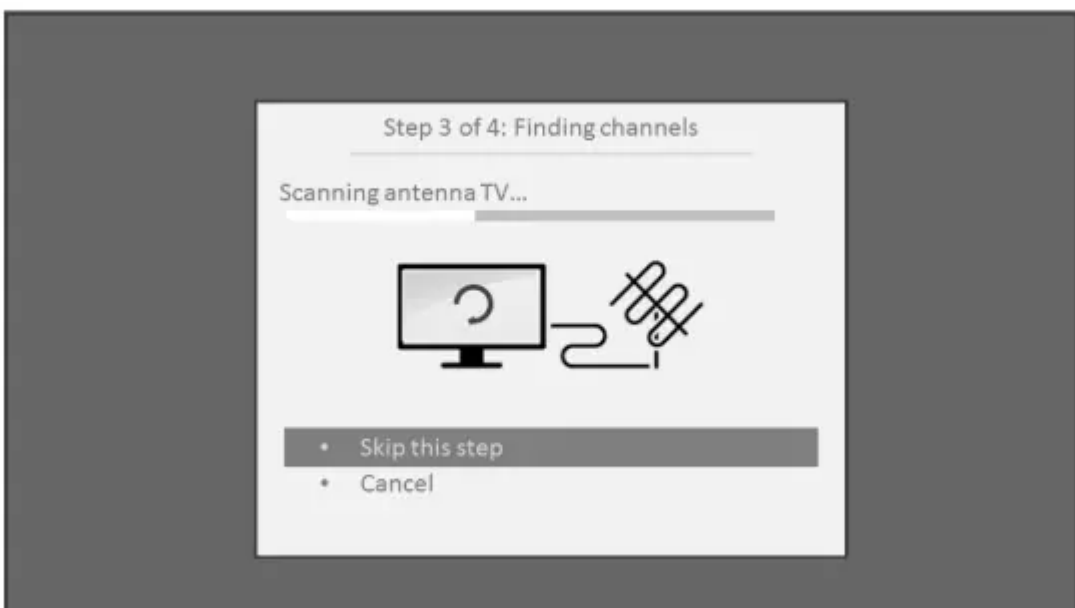 Step 3 of 4: Finding channels
Scanning antenna TV...
• Skip this step
• Cancel